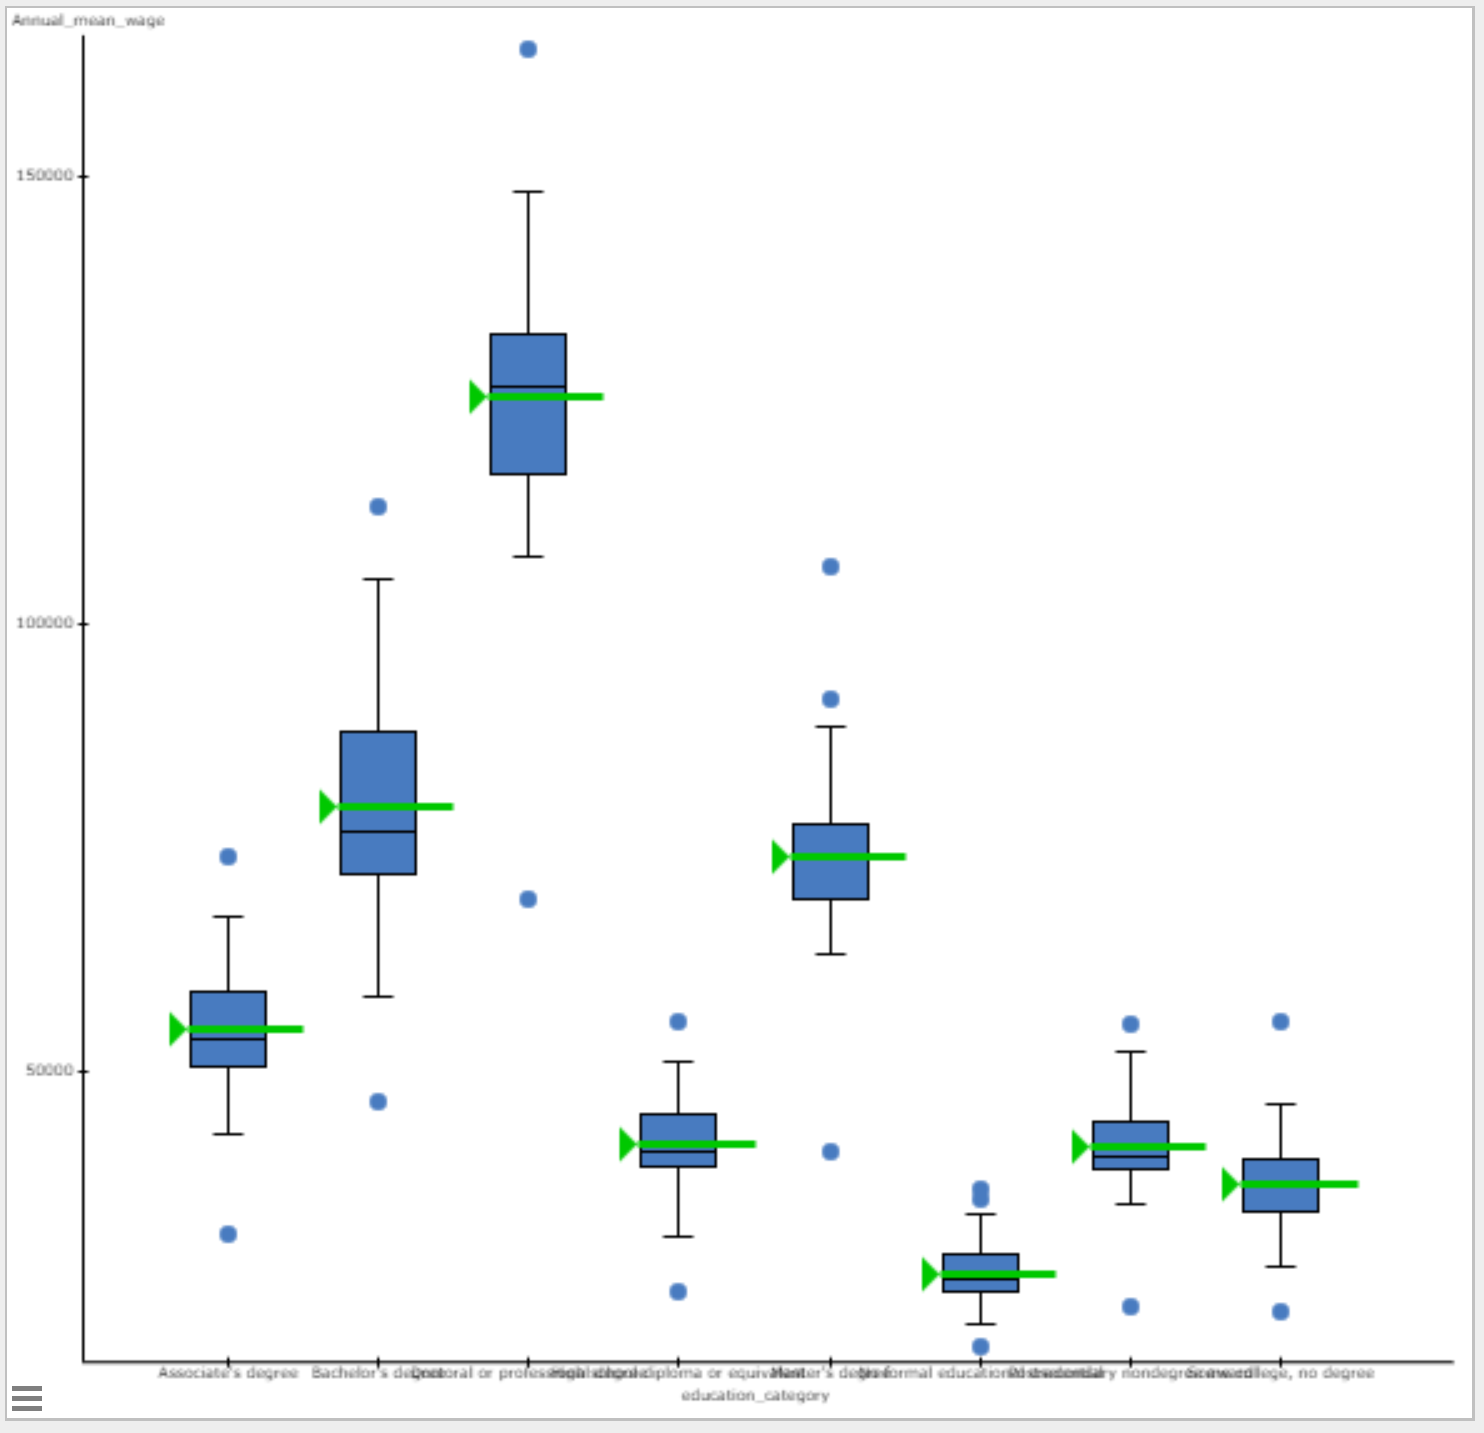 Annual_mean_wage
150000
100000
50000
Associate's degree Bachelor's degree Doctoral or professional degree High school diploma or equivalent Master's degree No formal educational credential Postsecondary nondegree award Some college, no degree
education_category